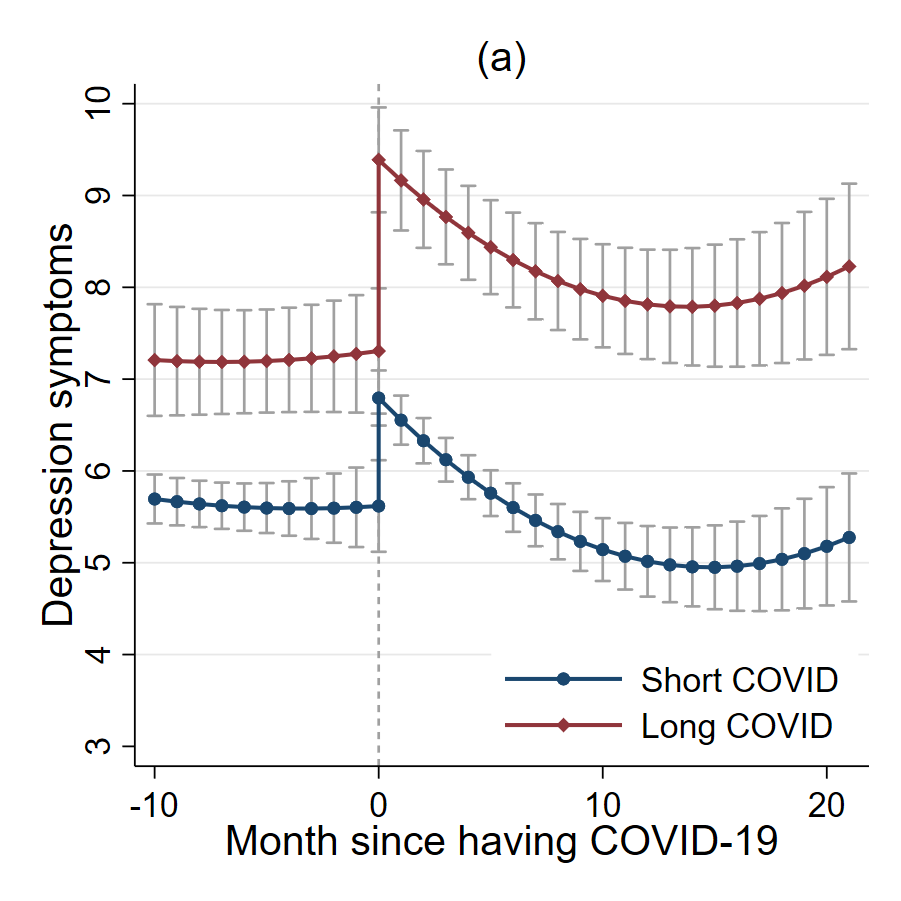 (a)
Depression symptoms
10
9
8
7
6
5
4
3
Short COVID
Long COVID
-10 0 10 20
Month since having COVID-19